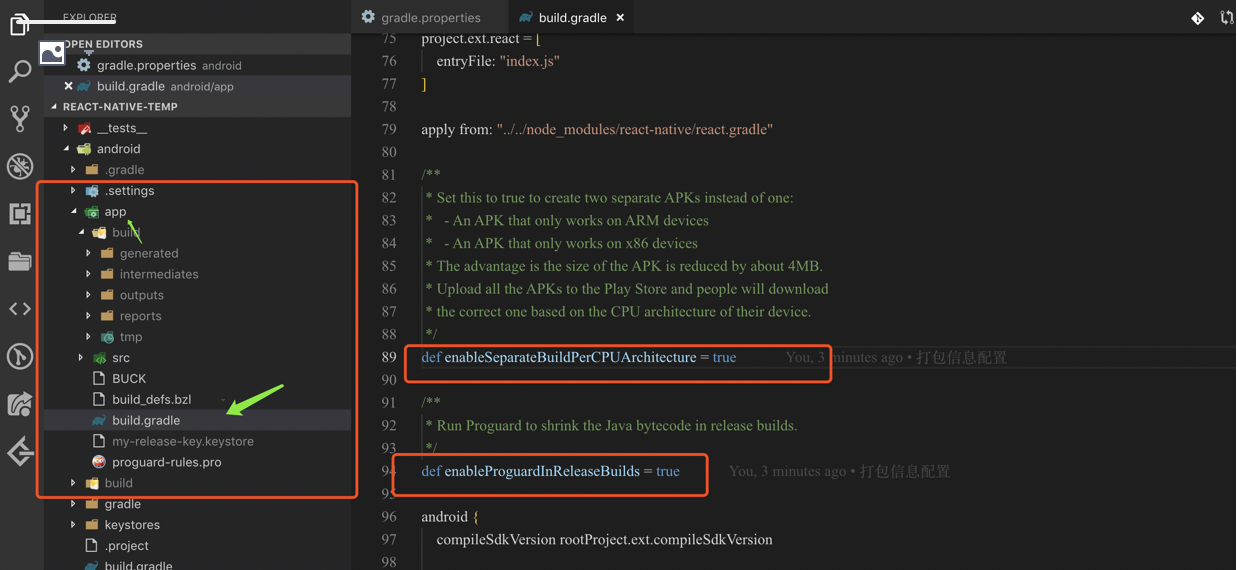 EXPLORER
OPEN EDITORS
gradle.properties android
build.gradle android/app
REACT-NATIVE-TEMP
__tests__
android
.gradle
.settings
app
build
generated
intermediates
outputs
reports
tmp
src
BUCK
build_defs.bzl
build.gradle
my-release-key.keystore
proguard-rules.pro
build
gradle
keystores
.project
build.gradle
gradle.properties
build.gradle
75 project.ext.react = [
76 entryFile: "index.js"
77 ]
78
79 apply from: "../../node_modules/react-native/react.gradle"
80
81 /**
82 * Set this to true to create two separate APKs instead of one:
83 * - An APK that only works on ARM devices
84 * - An APK that only works on x86 devices
85 * The advantage is the size of the APK is reduced by about 4MB.
86 * Upload all the APKs to the Play Store and people will download
87 * the correct one based on the CPU architecture of their device.
88 */
89 def enableSeparateBuildPerCPUArchitecture = true You, 3 minutes ago • 打包信息配置
90
91 /**
92 * Run Proguard to shrink the Java bytecode in release builds.
93 */
94 def enableProguardInReleaseBuilds = true You, 3 minutes ago • 打包信息配置
95
96 android {
97 compileSdkVersion rootProject.ext.compileSdkVersion
98